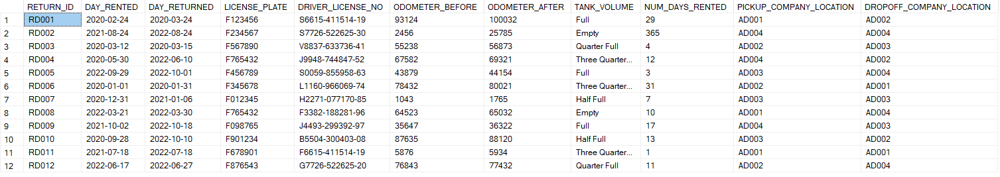 RETURN_ID DAY_RENTED DAY_RETURNED LICENSE_PLATE DRIVER_LICENSE_NO ODOMETER_BEFORE ODOMETER_AFTER TANK_VOLUME NUM_DAYS_RENTED PICKUP_COMPANY_LOCATION DROPOFF_COMPANY_LOCATION
1 RD001 2020-02-24 2020-03-24 F123456 S6615-411514-19 93124 100032 Full 29 AD001 AD002
2 RD002 2021-08-24 2022-08-24 F234567 S7726-522625-30 2456 25785 Empty 365 AD004 AD004
3 RD003 2020-03-12 2020-03-15 F567890 V8837-633736-41 55238 56873 Quarter Full 4 AD002 AD003
4 RD004 2020-05-30 2022-06-10 F765432 J9948-744847-52 67582 69321 Three Quarter... 12 AD004 AD002
5 RD005 2022-09-29 2022-10-01 F456789 S0059-855958-63 43879 44154 Full 3 AD003 AD004
6 RD006 2020-01-01 2020-01-31 F345678 L1160-966069-74 78432 80021 Three Quarter... 31 AD002 AD001
7 RD007 2020-12-31 2021-01-06 F012345 H2271-077170-85 1043 1765 Half Full 7 AD003 AD003
8 RD008 2022-03-21 2022-03-30 F765432 F3382-188281-96 64523 65032 Empty 10 AD001 AD004
9 RD009 2021-10-02 2022-10-18 F098765 J4493-299392-97 35647 36322 Full 17 AD004 AD003
10 RD010 2020-09-28 2022-10-10 F901234 B5504-300403-08 87635 88120 Half Full 13 AD003 AD002
11 RD011 2021-07-18 2022-07-18 F678901 F6615-411514-19 5876 5934 Three Quarter... 1 AD001 AD001
12 RD012 2022-06-17 2022-06-27 F876543 G7726-522625-20 76843 77432 Quarter Full 11 AD002 AD004